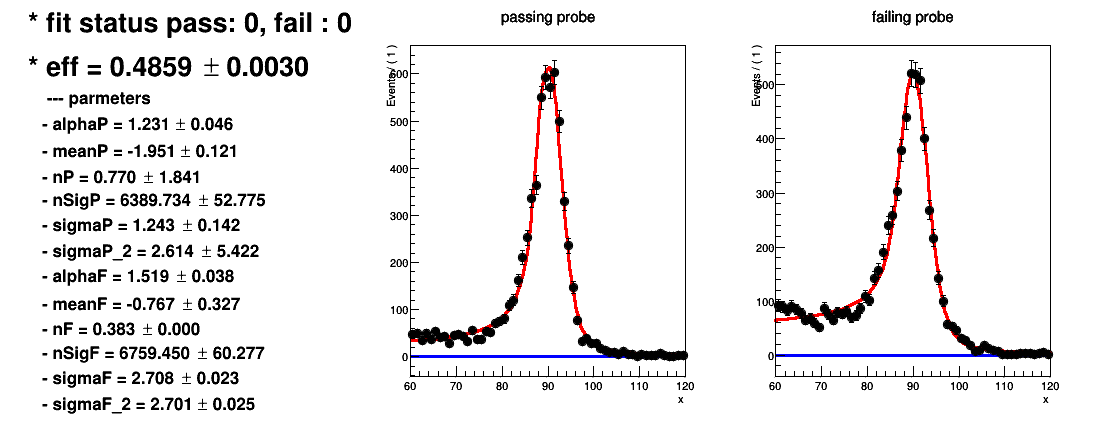 * fit status pass: 0, fail : 0
* eff = 0.4859 ± 0.0030
--- parmeters
- alphaP = 1.231 ± 0.046
- meanP = -1.951 ± 0.121
- nP = 0.770 ± 1.841
- nSigP = 6389.734 ± 52.775
- sigmaP = 1.243 ± 0.142
- sigmaP_2 = 2.614 ± 5.422
- alphaF = 1.519 ± 0.038
- meanF = -0.767 ± 0.327
- nF = 0.383 ± 0.000
- nSigF = 6759.450 ± 60.277
- sigmaF = 2.708 ± 0.023
- sigmaF_2 = 2.701 ± 0.025
passing probe
Events / ( 1 )
600
500
400
300
200
100
0
60 70 80 90 100 110 120
x
failing probe
Events / ( 1 )
500
400
300
200
100
0
60 70 80 90 100 110 120
x